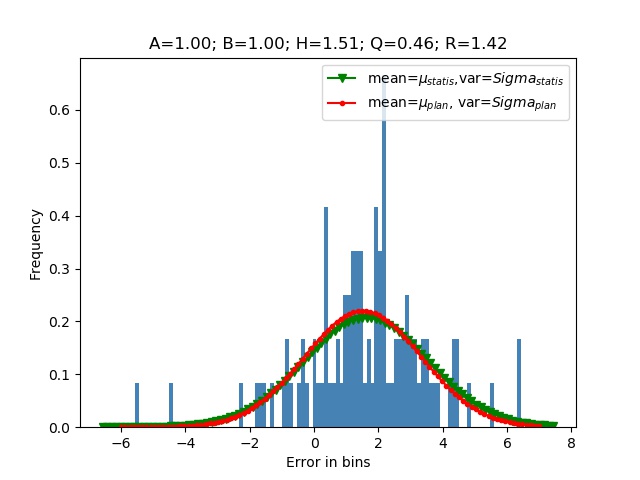 A=1.00; B=1.00; H=1.51; Q=0.46; R=1.42
mean=μstatis,var=Sigmastatis
mean=μplan, var=Sigmaplan
0.6
0.5
0.4
0.3
0.2
0.1
0.0
Frequency
−6 −4 −2 0 2 4 6 8
Error in bins